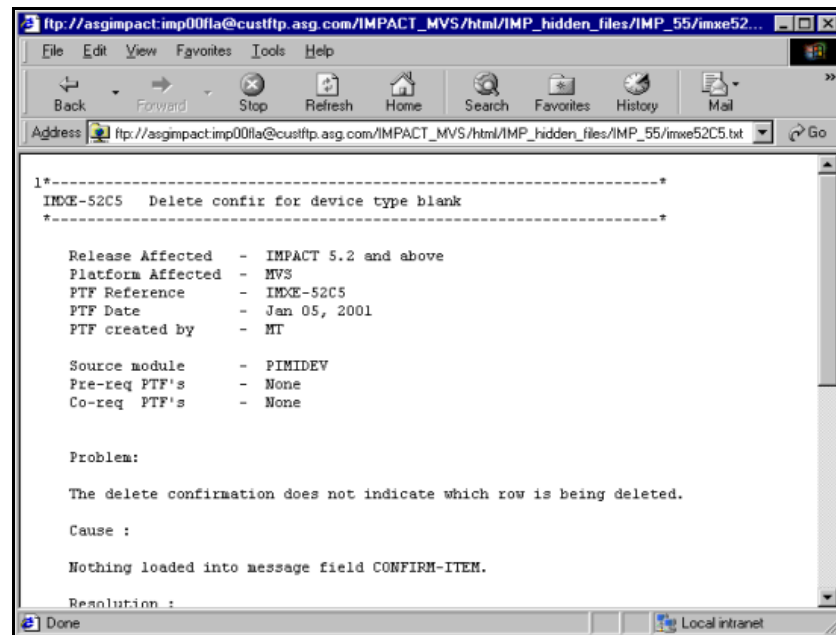 ftp://asgimpact:imp00fla@custftp.asg.com/IMPACT_MVS/html/IMP_hidden_files/IMP_55/imxe52...
File Edit View Favorites Tools Help
Back Forward Stop Refresh Home Search Favorites History Mail »
Address ftp://asgimpact:imp00fla@custftp.asg.com/IMPACT_MVS/html/IMP_hidden_files/IMP_55/imxe52C5.txt Go
1*-------------------------------------------------------------------*
IMXE-52C5 Delete confir for device type blank
*-------------------------------------------------------------------*
Release Affected - IMPACT 5.2 and above
Platform Affected - MVS
PTF Reference - IMXE-52C5
PTF Date - Jan 05, 2001
PTF created by - MT
Source module - PIMIDEV
Pre-req PTF's - None
Co-req PTF's - None
Problem:
The delete confirmation does not indicate which row is being deleted.
Cause :
Nothing loaded into message field CONFIRM-ITEM.
Resolution :
Done Local intranet